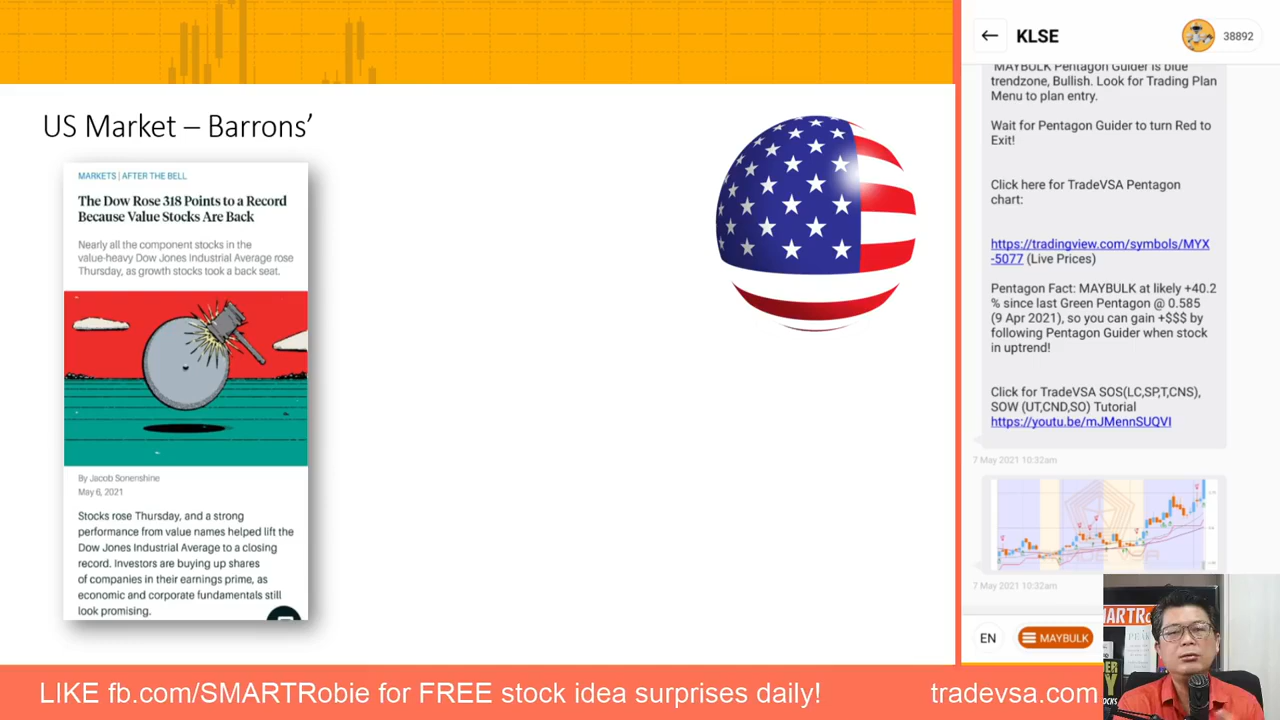 US Market – Barrons’
MARKETS | AFTER THE BELL
The Dow Rose 318 Points to a Record
Because Value Stocks Are Back
Nearly all the component stocks in the
value-heavy Dow Jones Industrial Average rose
Thursday, as growth stocks took a back seat.
By Jacob Sonenshine
May 6, 2021
Stocks rose Thursday, and a strong
performance from value names helped lift the
Dow Jones Industrial Average to a closing
record. Investors are buying up shares
of companies in their earnings prime, as
economic and corporate fundamentals still
look promising.
KLSE
38892
MAYBULK Pentagon Guider is blue
trendzone, Bullish. Look for Trading Plan
Menu to plan entry.
Wait for Pentagon Guider to turn Red to
Exit!
Click here for TradeVSA Pentagon
chart:
https://tradingview.com/symbols/MYX
-5077 (Live Prices)
Pentagon Fact: MAYBULK at likely +40.2
% since last Green Pentagon @ 0.585
(9 Apr 2021), so you can gain +$$$ by
following Pentagon Guider when stock
in uptrend!
Click for TradeVSA SOS(LC,SP,T,CNS),
SOW (UT,CND,SO) Tutorial
https://youtu.be/mJMennSUQVI
7 May 2021 10:32am
7 May 2021 10:32am
EN
MAYBULK
LIKE fb.com/SMARTRobie for FREE stock idea surprises daily!
tradevsa.com